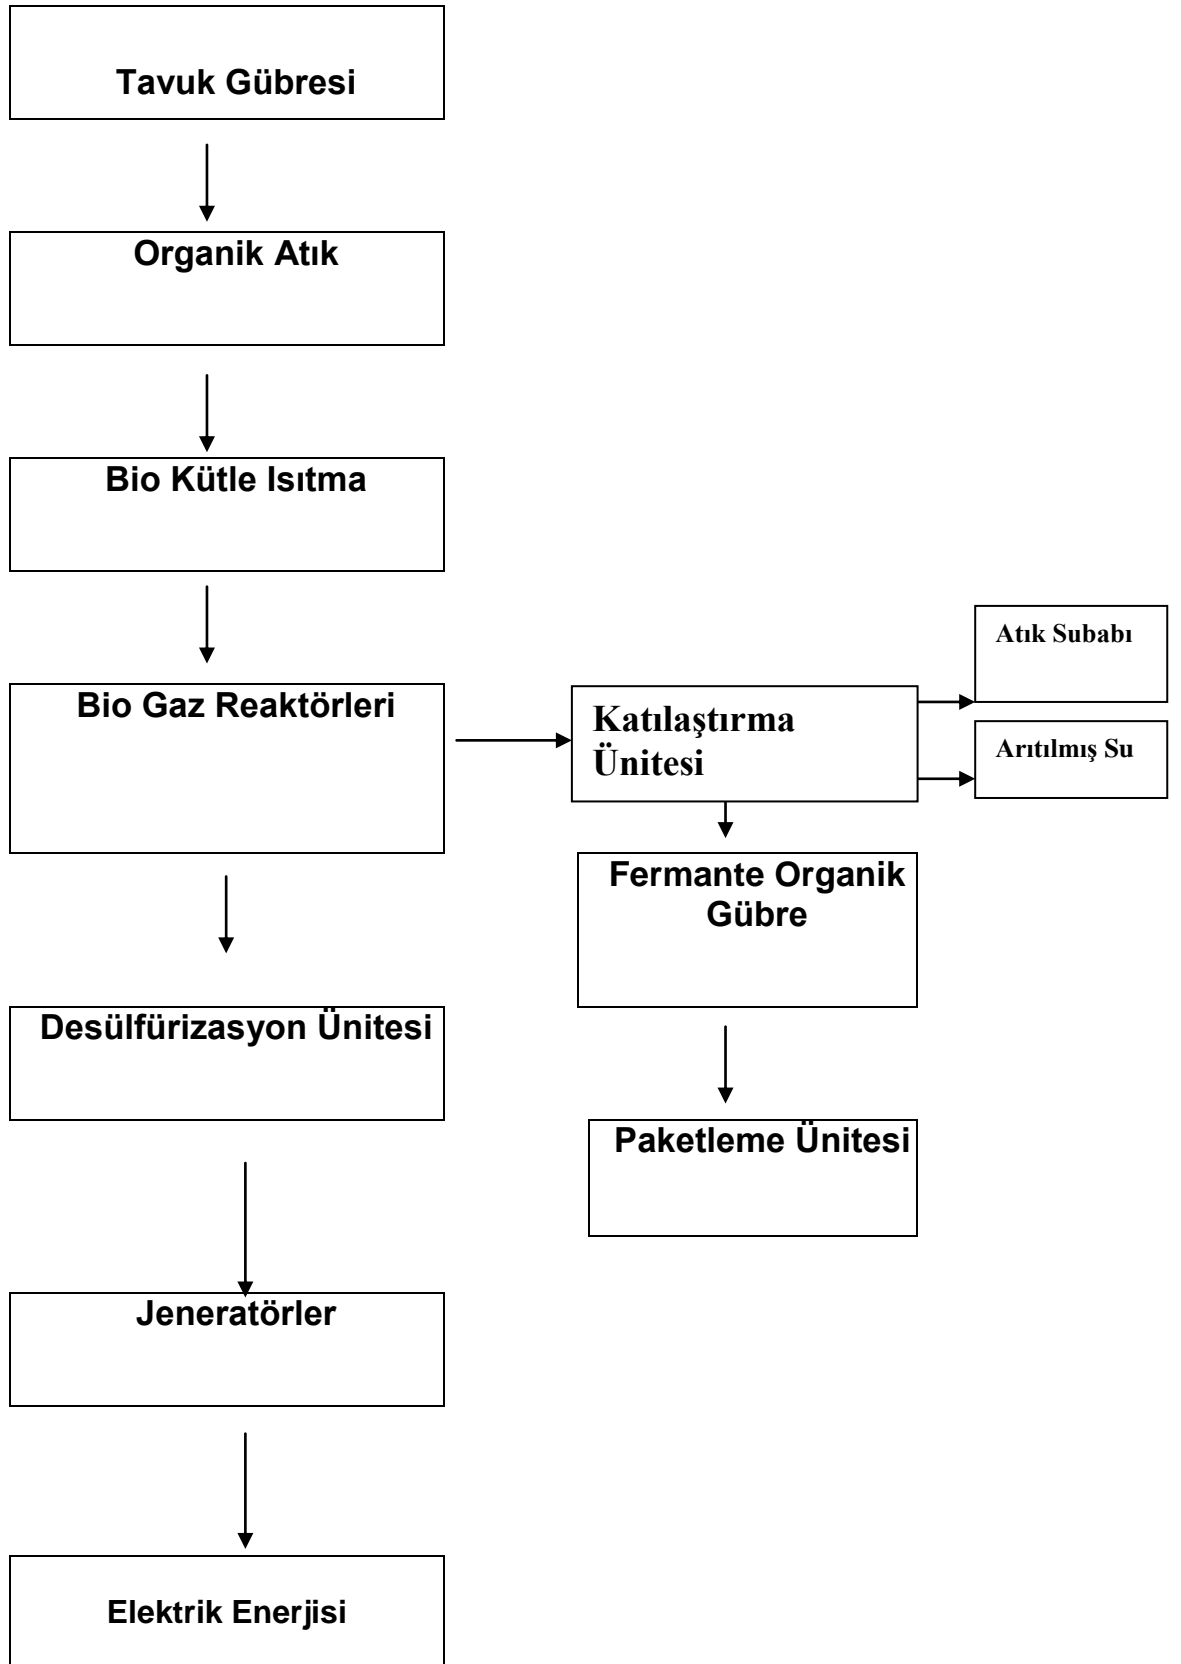 Tavuk Gübresi
Organik Atık
Bio Kütle Isıtma
Bio Gaz Reaktörleri
Katılaştırma
Ünitesi
Atık Subabı
Arıtılmış Su
Fermante Organik
Gübre
Desülfürizasyon Ünitesi
Paketleme Ünitesi
Jeneratörler
Elektrik Enerjisi